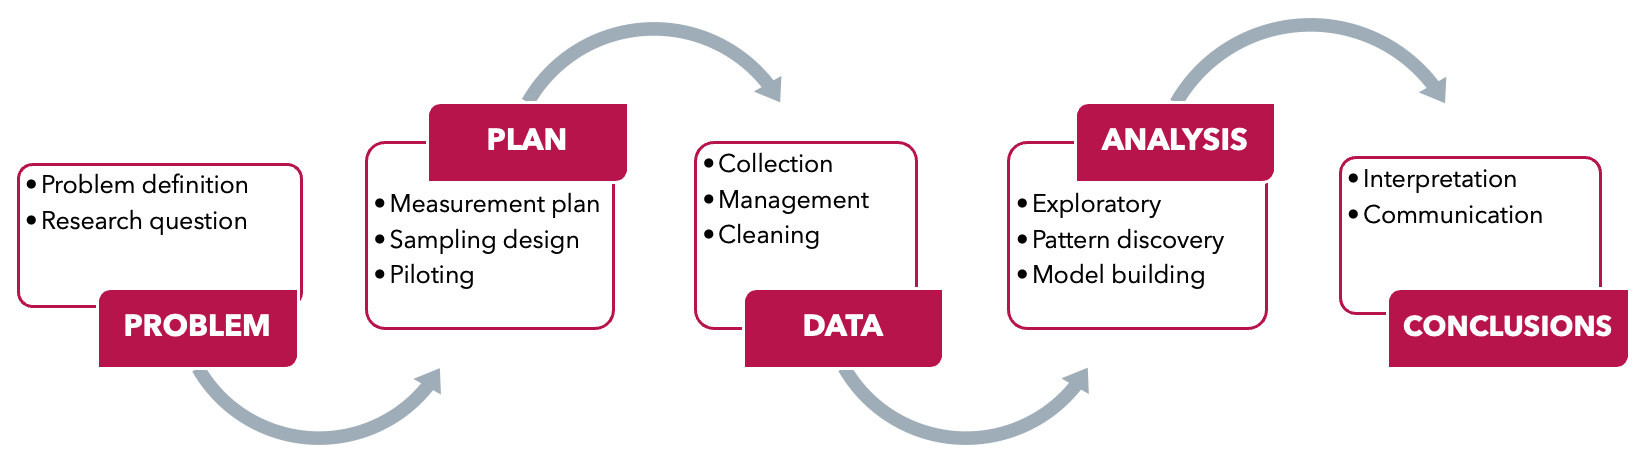 • Problem definition
• Research question
PROBLEM
PLAN
• Measurement plan
• Sampling design
• Piloting
• Collection
• Management
• Cleaning
DATA
ANALYSIS
• Exploratory
• Pattern discovery
• Model building
• Interpretation
• Communication
CONCLUSIONS